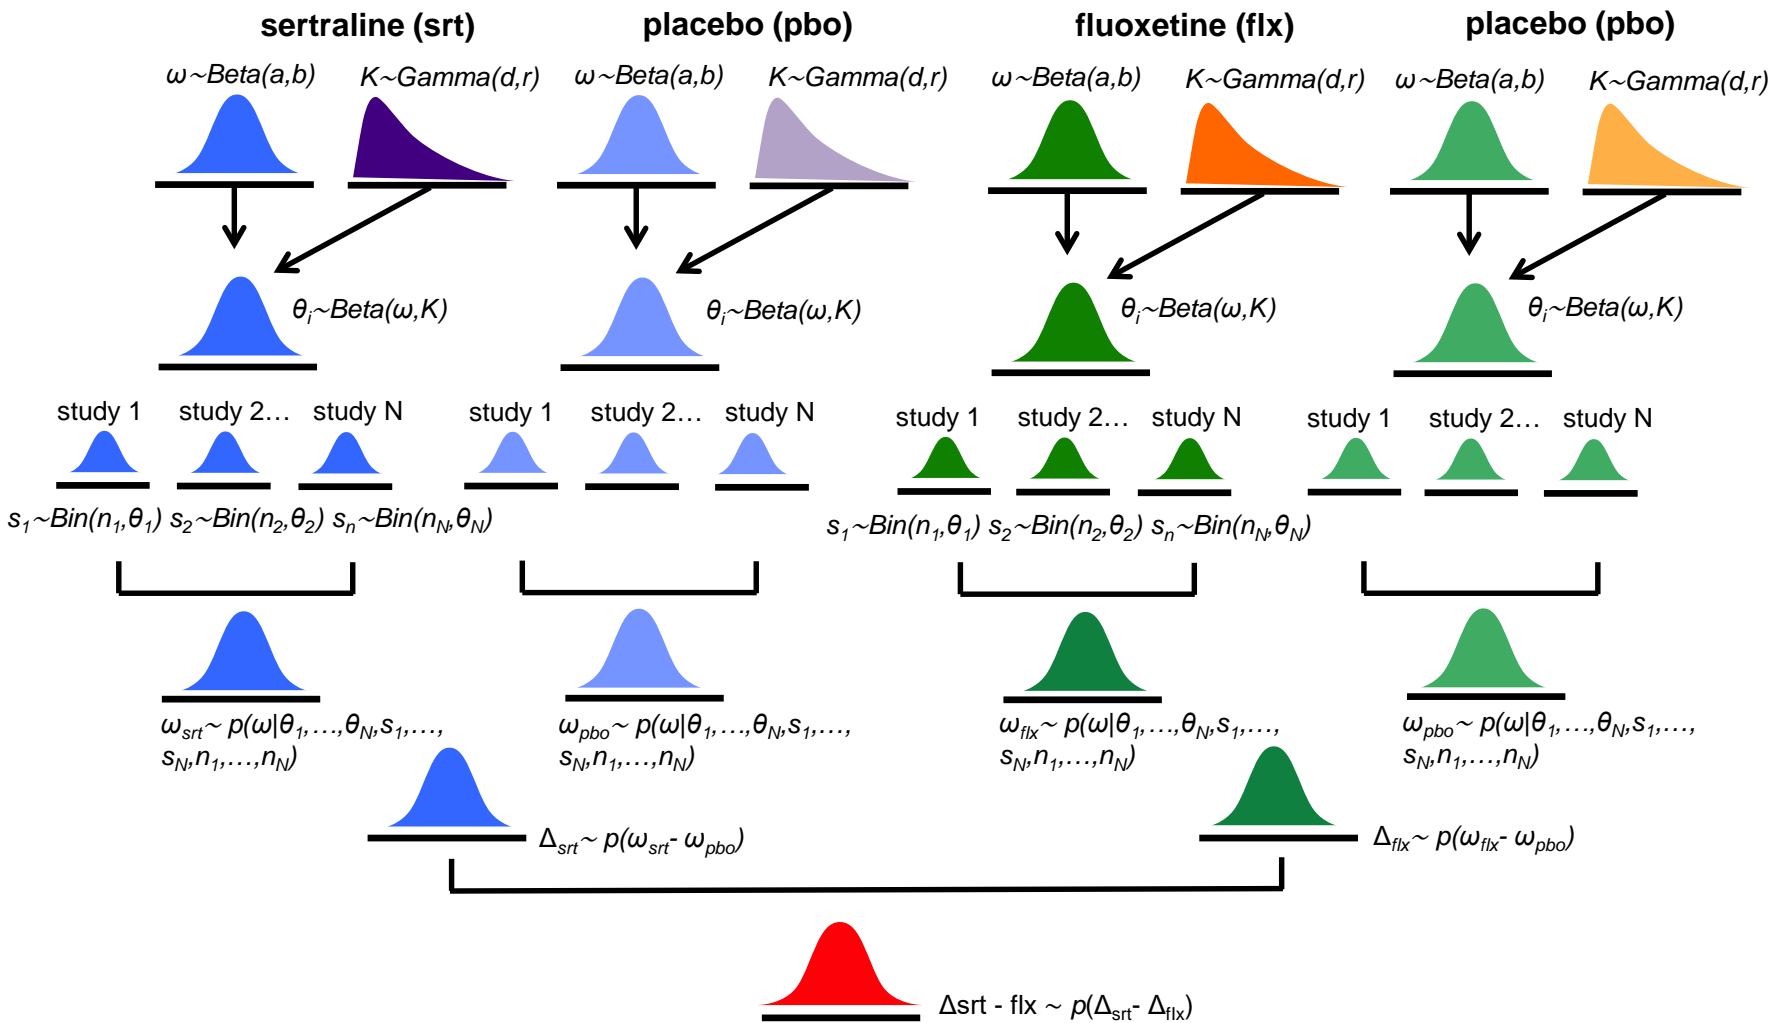 sertraline (srt) placebo (pbo) fluoxetine (flx) placebo (pbo)
ω~Beta(a,b) K~Gamma(d,r) ω~Beta(a,b) K~Gamma(d,r) ω~Beta(a,b) K~Gamma(d,r) ω~Beta(a,b) K~Gamma(d,r)
θi~Beta(ω,K) θi~Beta(ω,K) θi~Beta(ω,K) θi~Beta(ω,K)
study 1 study 2… study N study 1 study 2… study N study 1 study 2… study N study 1 study 2… study N
s1~Bin(n1,θ1) s2~Bin(n2,θ2) sn~Bin(nN,θN) s1~Bin(n1,θ1) s2~Bin(n2,θ2) sn~Bin(nN,θN)
ωsrt~ p(ω|θ1,…,θN,s1,…, ωpbo~ p(ω|θ1,…,θN,s1,…, ωflx~ p(ω|θ1,…,θN,s1,…, ωpbo~ p(ω|θ1,…,θN,s1,…,
sN,n1,…,nN) sN,n1,…,nN) sN,n1,…,nN) sN,n1,…,nN)
Δsrt~ p(ωsrt- ωpbo) Δflx~ p(ωflx- ωpbo)
Δsrt - flx ~ p(Δsrt- Δflx)